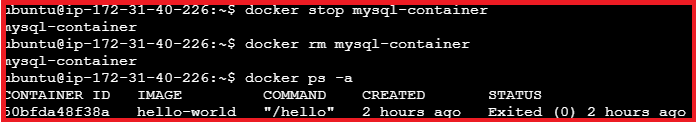 ubuntu@ip-172-31-40-226:~$ docker stop mysql-container
mysql-container
ubuntu@ip-172-31-40-226:~$ docker rm mysql-container
mysql-container
ubuntu@ip-172-31-40-226:~$ docker ps -a
CONTAINER ID IMAGE COMMAND CREATED STATUS
50bfda48f38a hello-world "/hello" 2 hours ago Exited (0) 2 hours ago